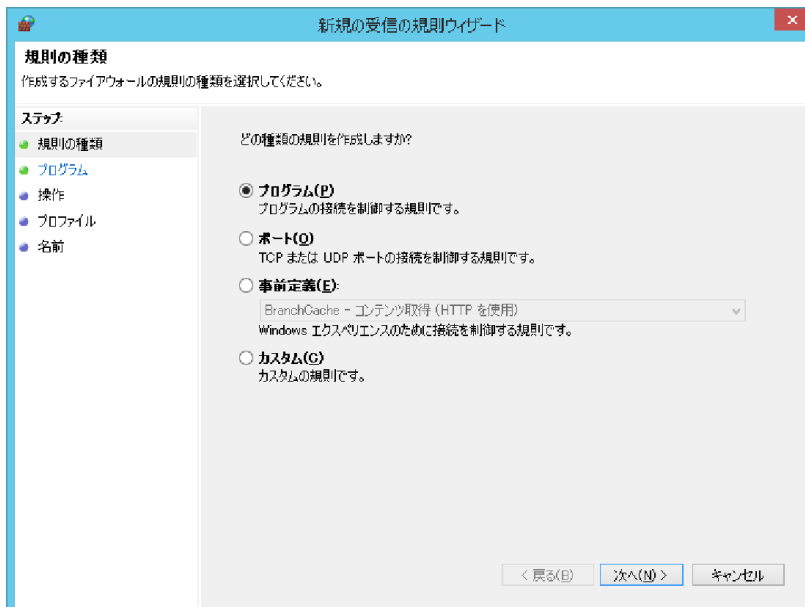 新規の受信の規則ウィザード
規則の種類
作成するファイアウォールの規則の種類を選択してください。
ステップ:
規則の種類
プログラム
操作
プロファイル
名前
どの種類の規則を作成しますか?
プログラム(P)
プログラムの接続を制御する規則です。
ポート(O)
TCP または UDP ポートの接続を制御する規則です。
事前定義(E):
BranchCache - コンテンツ取得 (HTTP を使用)
Windows エクスペリエンスのために接続を制御する規則です。
カスタム(C)
カスタムの規則です。
< 戻る(B)
次へ(N) >
キャンセル